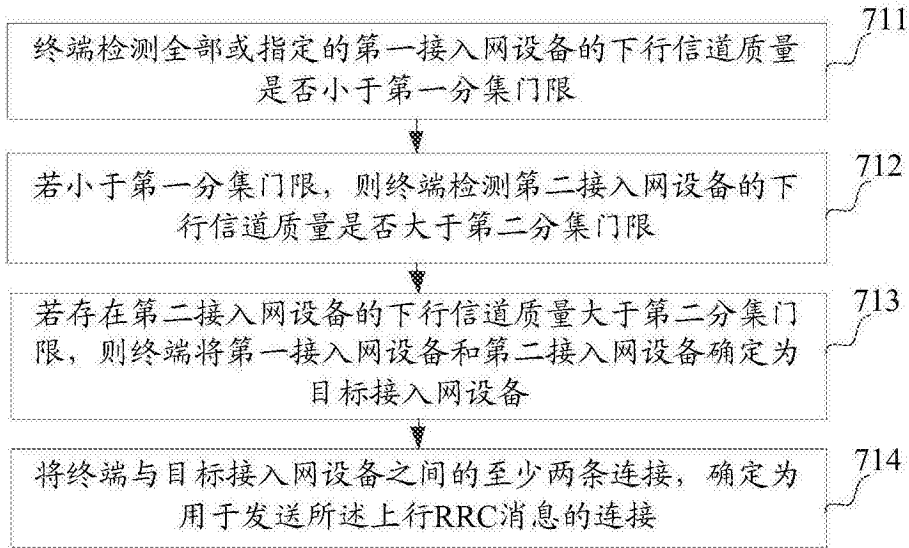 终端检测全部或指定的第一接入网设备的下行信道质量
是否小于第一分集门限
711
若小于第一分集门限，则终端检测第二接入网设备的下
行信道质量是否大于第二分集门限
712
若存在第二接入网设备的下行信道质量大于第二分集门
限，则终端将第一接入网设备和第二接入网设备确定为
目标接入网设备
713
将终端与目标接入网设备之间的至少两条连接，确定为
用于发送所述上行RRC消息的连接
714